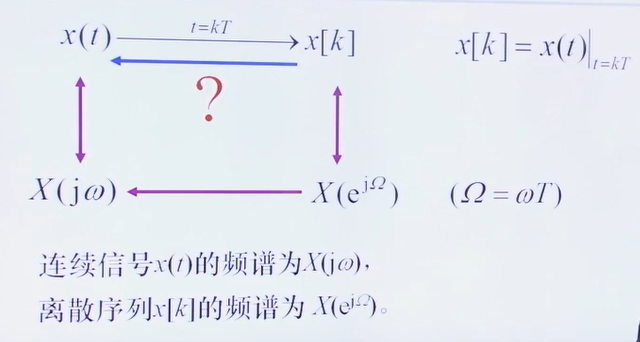 x(t) t=kT x[k] x[k] = x(t)|t=kT
?
X(jω) X(e^jΩ) (Ω = ωT)
连续信号x(t)的频谱为X(jω),
离散序列x[k]的频谱为 X(e^jΩ)。